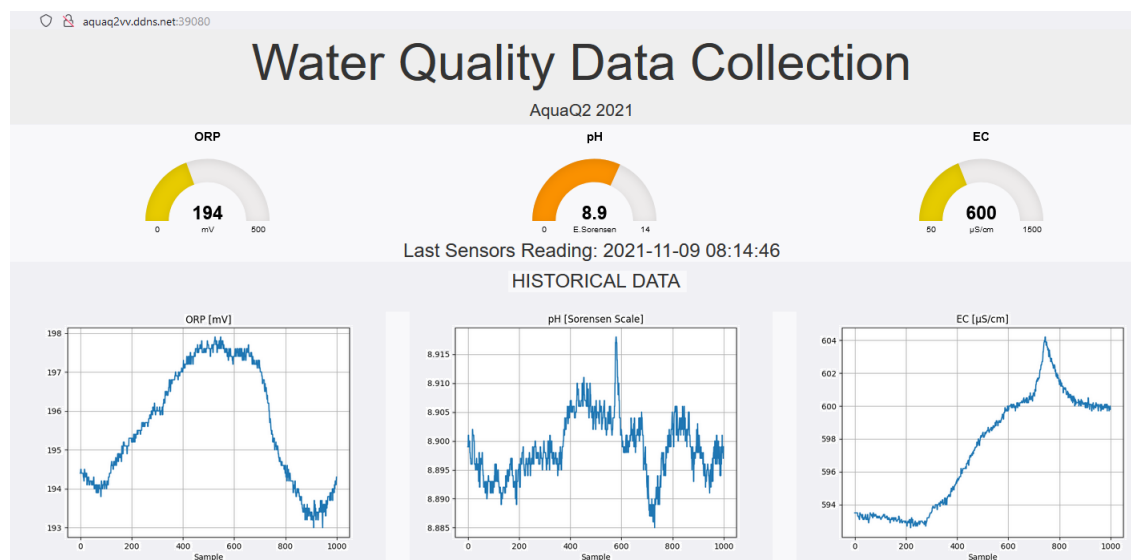 aquaq2vv.ddns.net:39080
Water Quality Data Collection
AquaQ2 2021
ORP
194
0 mV 500
pH
8.9
0 E.Sorensen 14
EC
600
50 µS/cm 1500
Last Sensors Reading: 2021-11-09 08:14:46
HISTORICAL DATA
ORP [mV]
198
197
196
195
194
193
0 200 400 600 800 1000
Sample
pH [Sorensen Scale]
8.915
8.910
8.905
8.900
8.895
8.890
8.885
0 200 400 600 800 1000
Sample
EC [µS/cm]
604
602
600
598
596
594
0 200 400 600 800 1000
Sample